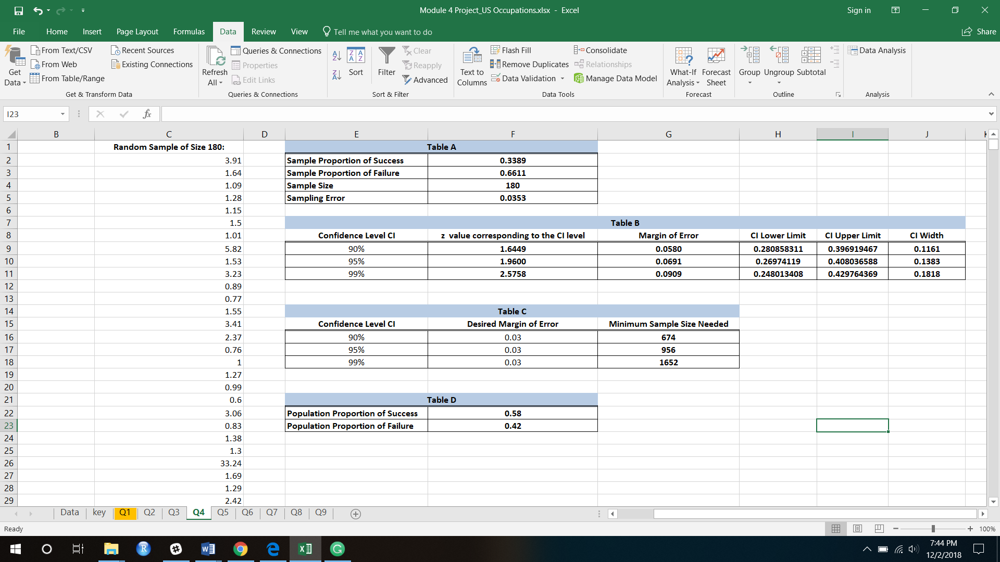 Module 4 Project_US Occupations.xlsx - Excel
Sign in
File Home Insert Page Layout Formulas Data Review View Tell me what you want to do Share
Get Data
From Text/CSV
From Web
From Table/Range
Recent Sources
Existing Connections
Get & Transform Data
Refresh All
Queries & Connections
Properties
Edit Links
Queries & Connections
Sort
Filter
Clear
Reapply
Advanced
Sort & Filter
Text to Columns
Flash Fill
Remove Duplicates
Data Validation
Consolidate
Relationships
Manage Data Model
Data Tools
What-If Analysis
Forecast Sheet
Forecast
Group
Ungroup
Subtotal
Outline
Data Analysis
Analysis
I23
fx
B C D E F G H I J K
1 Random Sample of Size 180: Table A
2 3.91 Sample Proportion of Success 0.3389
3 1.64 Sample Proportion of Failure 0.6611
4 1.09 Sample Size 180
5 1.28 Sampling Error 0.0353
6 1.15
7 1.5 Table B
8 1.01 Confidence Level CI z value corresponding to the CI level Margin of Error CI Lower Limit CI Upper Limit CI Width
9 5.82 90% 1.6449 0.0580 0.280858311 0.396919467 0.1161
10 1.53 95% 1.9600 0.0691 0.26974119 0.408036588 0.1383
11 3.23 99% 2.5758 0.0909 0.248013408 0.429764369 0.1818
12 0.89
13 0.77
14 1.55 Table C
15 3.41 Confidence Level CI Desired Margin of Error Minimum Sample Size Needed
16 2.37 90% 0.03 674
17 0.76 95% 0.03 956
18 1 99% 0.03 1652
19 1.27
20 0.99
21 0.6 Table D
22 3.06 Population Proportion of Success 0.58
23 0.83 Population Proportion of Failure 0.42
24 1.38
25 1.3
26 33.24
27 1.69
28 1.29
29 2.42
Data key Q1 Q2 Q3 Q4 Q5 Q6 Q7 Q8 Q9
Ready
100%
7:44 PM
12/2/2018